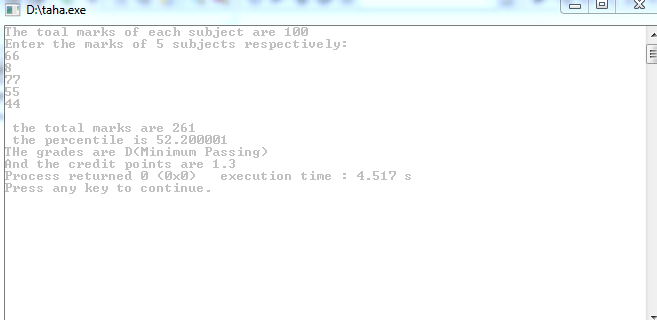 D:\taha.exe
The toal marks of each subject are 100
Enter the marks of 5 subjects respectively:
66
8
77
55
44
the total marks are 261
the percentile is 52.200001
THe grades are D(Minimum Passing)
And the credit points are 1.3
Process returned 0 (0x0)   execution time : 4.517 s
Press any key to continue.